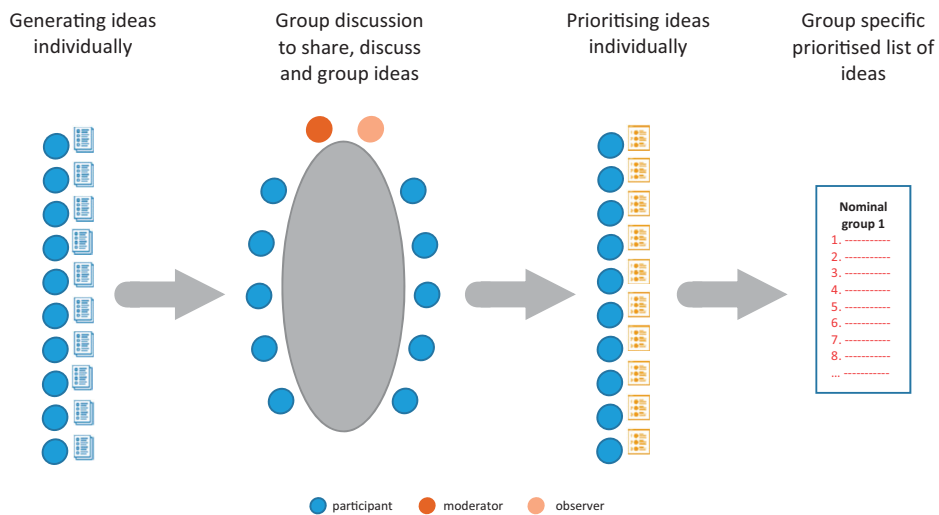 Generating ideas
individually
Group discussion
to share, discuss
and group ideas
Prioritising ideas
individually
Group specific
prioritised list of
ideas
Nominal
group 1
1. -----------
2. -----------
3. -----------
4. -----------
5. -----------
6. -----------
7. -----------
8. -----------
... -----------
participant
moderator
observer